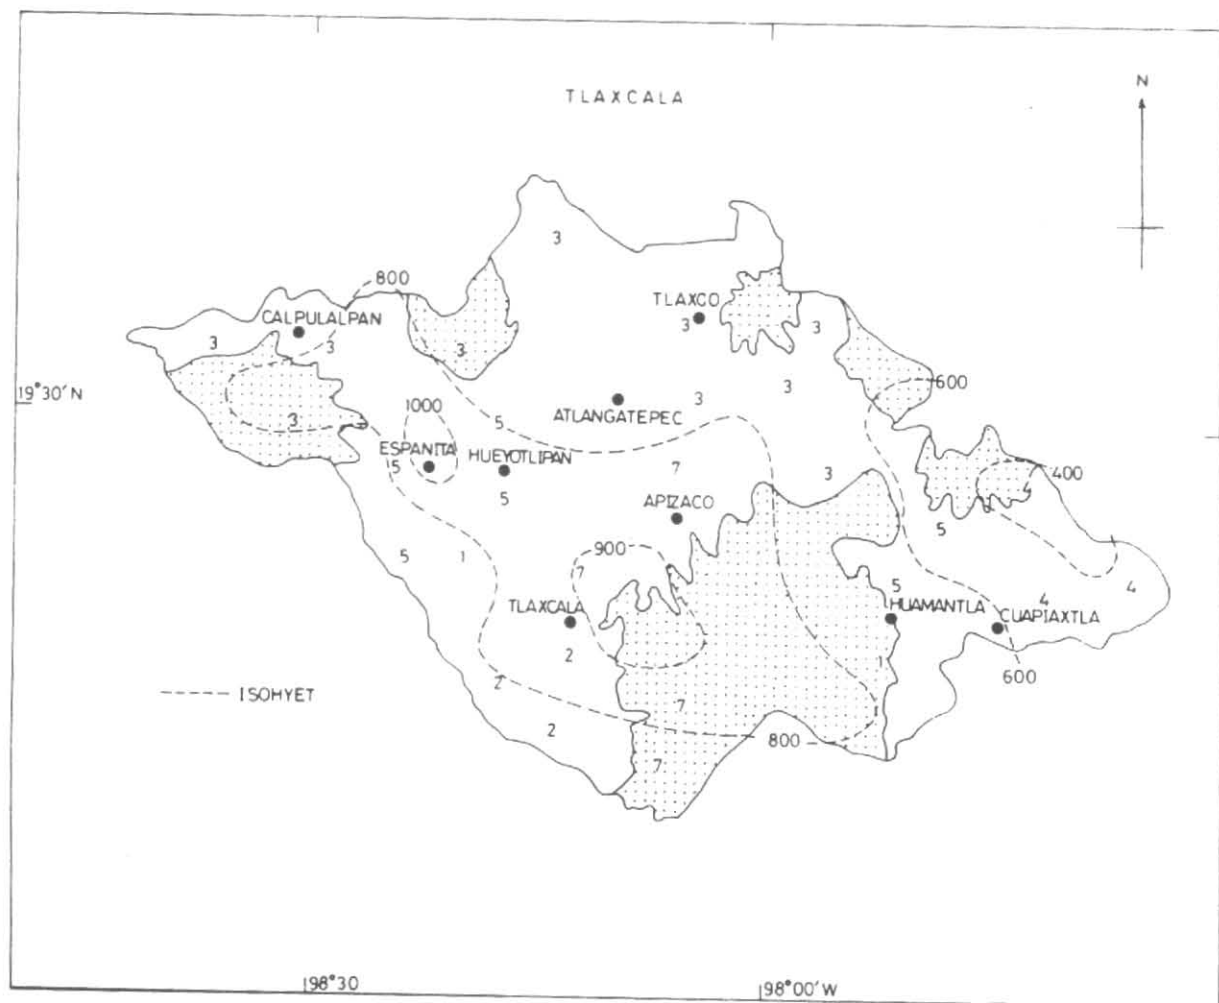 TLAXCALA
N
3
800
TLAXCO
CALPULALPAN
3
3
3
3
3
600
19°30'N
3
3
1000
5
ATLANGATEPEC
3
400
ESPANITA
HUEYOTLIPAN
5
7
3
4
5
APIZACO
5
900
5
1
7
5
4
4
TLAXCALA
HUAMANTLA
CUAPIAXTLA
2
1
600
2
ISOHYET
7
2
800
7
198°30
198°00'W